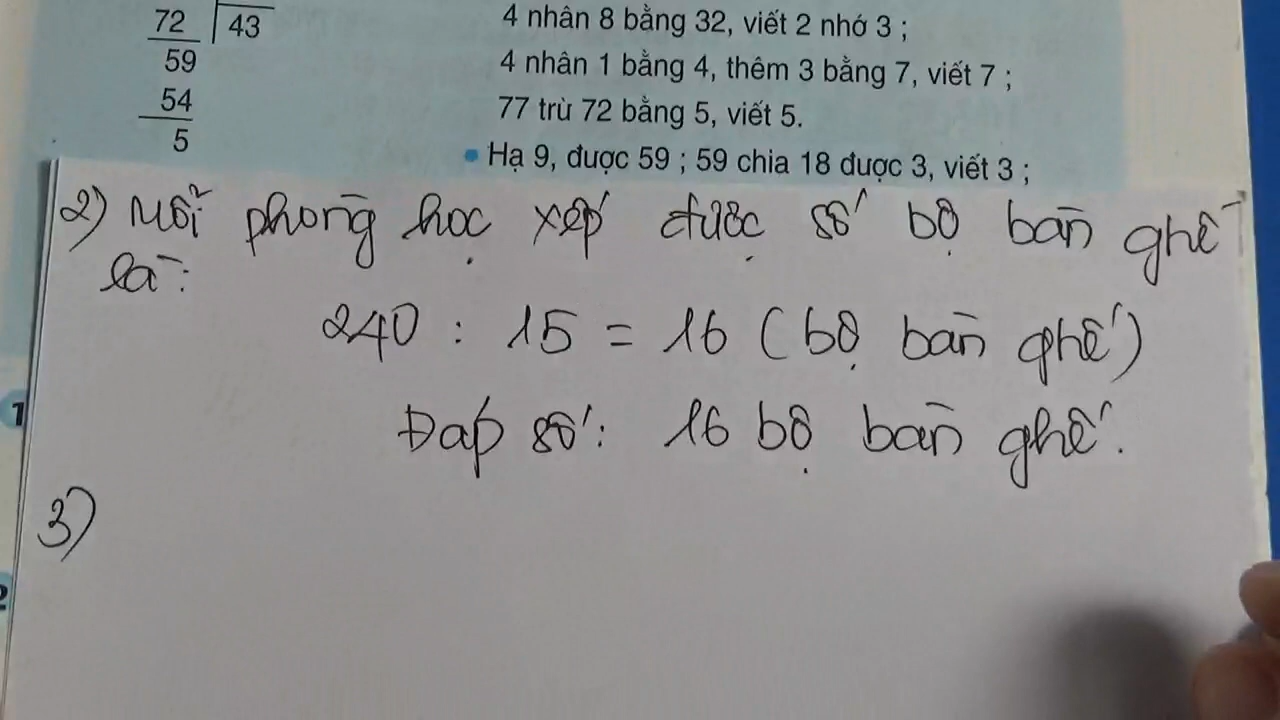 72 43
59
54
5
4 nhân 8 bằng 32, viết 2 nhớ 3 ;
4 nhân 1 bằng 4, thêm 3 bằng 7, viết 7 ;
77 trừ 72 bằng 5, viết 5.
• Hạ 9, được 59 ; 59 chia 18 được 3, viết 3 ;
2) Mỗi phòng học xếp được số bộ bàn ghế
là:
240 : 15 = 16 (bộ bàn ghế)
Đáp số: 16 bộ bàn ghế.
3)
1
2